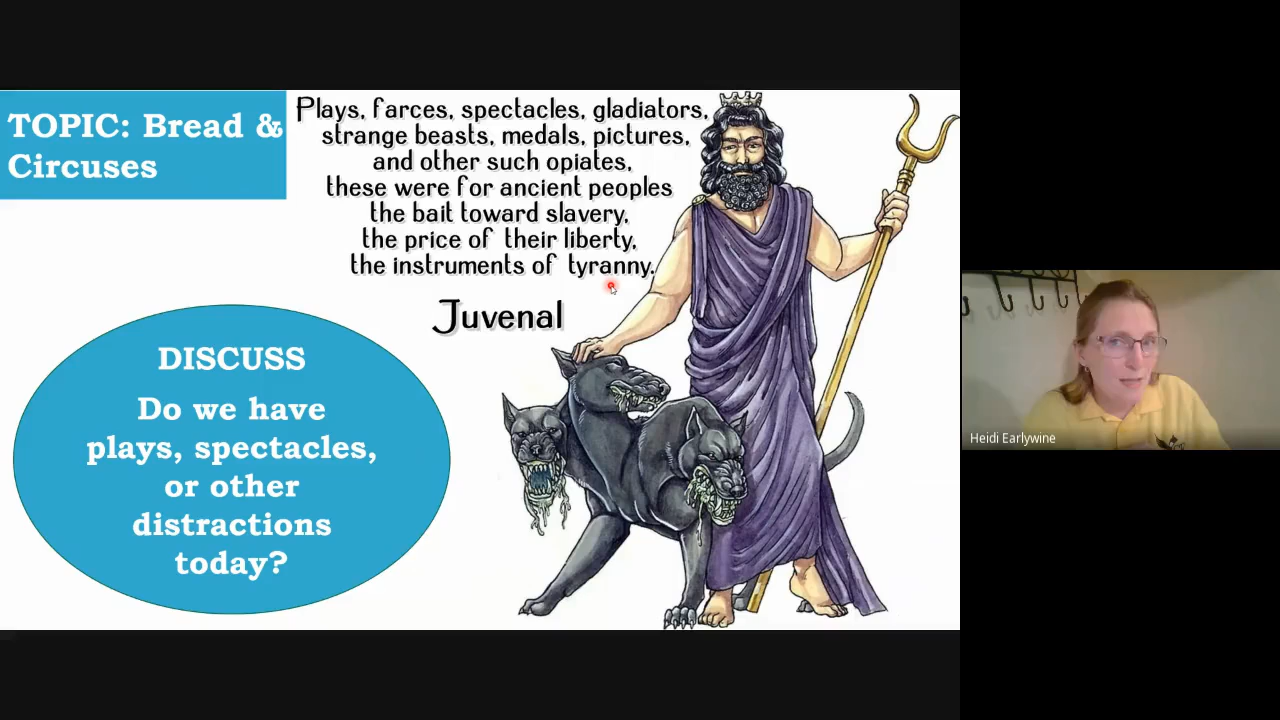 TOPIC: Bread &
Circuses
Plays, farces, spectacles, gladiators,
strange beasts, medals, pictures,
and other such opiates,
these were for ancient peoples
the bait toward slavery,
the price of their liberty,
the instruments of tyranny.
Juvenal
DISCUSS
Do we have
plays, spectacles,
or other
distractions
today?
Heidi Earlywine